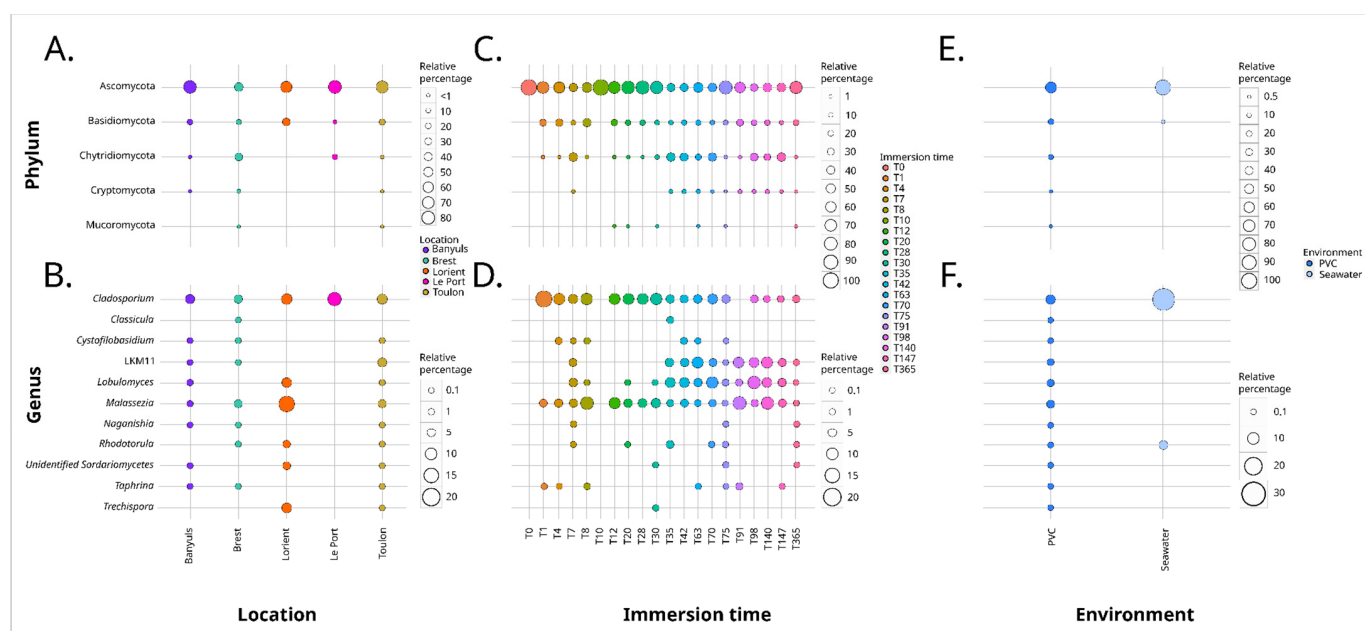 A.
C.
E.
Relative
percentage
<1
10
20
30
40
50
60
70
80
Location
Banyuls
Brest
Lorient
Le Port
Toulon
Relative
percentage
1
10
20
30
40
50
60
70
80
90
100
Immersion time
T0
T1
T4
T7
T8
T10
T12
T20
T28
T30
T35
T42
T63
T70
T75
T91
T98
T140
T147
T365
Relative
percentage
0.5
10
20
30
40
50
60
70
80
90
100
Environment
PVC
Seawater
Phylum
Ascomycota
Basidiomycota
Chytridiomycota
Cryptomycota
Mucoromycota
B.
D.
F.
Genus
Cladosporium
Classicula
Cystofilobasidium
LKM11
Lobulomyces
Malassezia
Naganishia
Rhodotorula
Unidentified Sordariomycetes
Taphrina
Trechispora
Relative
percentage
0.1
1
5
10
15
20
Relative
percentage
0.1
1
5
10
15
20
Relative
percentage
0,1
10
20
30
Banyuls
Brest
Lorient
Le Port
Toulon
T0
T1
T4
T7
T8
T10
T12
T20
T28
T30
T35
T42
T63
T70
T75
T91
T98
T140
T147
T365
PVC
Seawater
Location
Immersion time
Environment